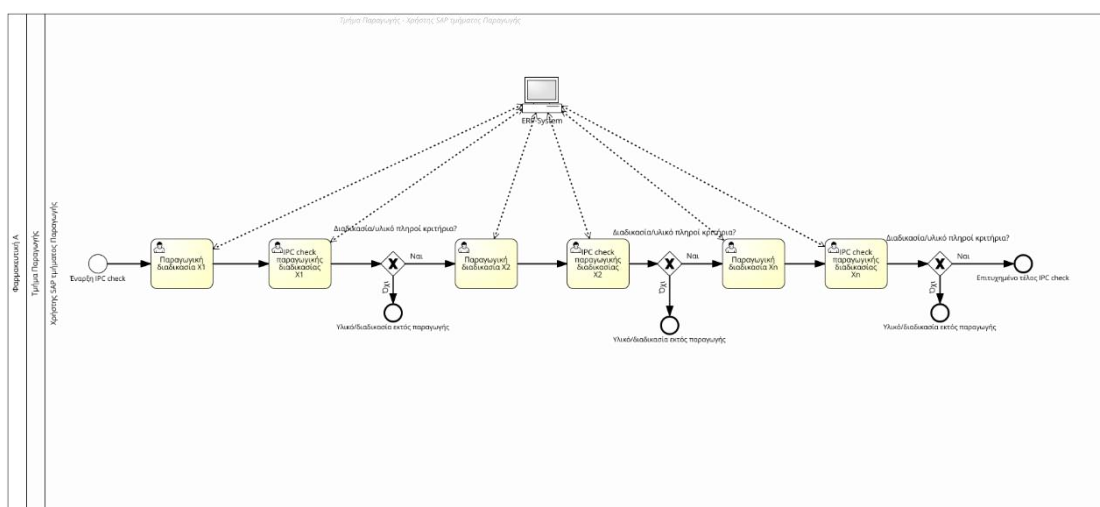 Τμήμα Παραγωγής - Χρήστης SAP τμήματος Παραγωγής
Φαρμακευτική Α
Τμήμα Παραγωγής
Χρήστης SAP τμήματος Παραγωγής
ERP System
Έναρξη IPC check
Παραγωγική
διαδικασία X1
IPC check
παραγωγικής
διαδικασίας
X1
Διαδικασία/υλικό πληροί κριτήρια?
Ναι
Όχι
Υλικό/διαδικασία εκτός παραγωγής
Παραγωγική
διαδικασία X2
IPC check
παραγωγικής
διαδικασίας
X2
Διαδικασία/υλικό πληροί κριτήρια?
Ναι
Όχι
Υλικό/διαδικασία εκτός παραγωγής
Παραγωγική
διαδικασία Xn
IPC check
παραγωγικής
διαδικασίας
Xn
Διαδικασία/υλικό πληροί κριτήρια?
Ναι
Όχι
Υλικό/διαδικασία εκτός παραγωγής
Επιτυχημένο τέλος IPC check